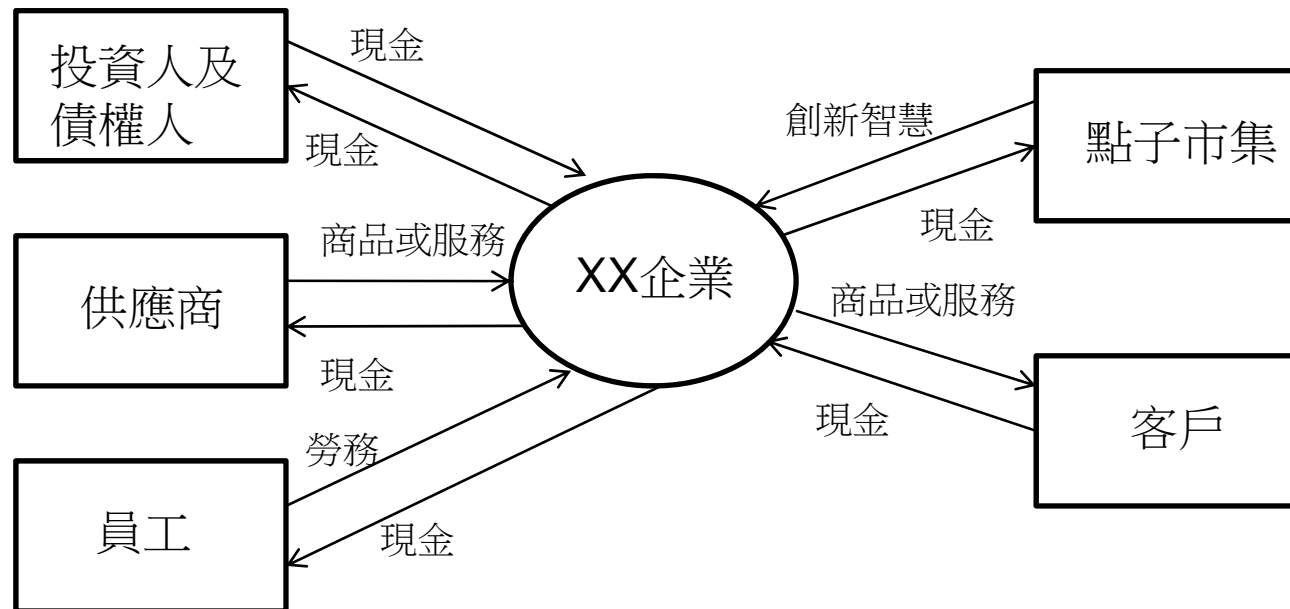 投資人及
債權人
現金
現金
供應商
商品或服務
現金
員工
勞務
現金
XX企業
創新智慧
現金
點子市集
商品或服務
現金
客戶